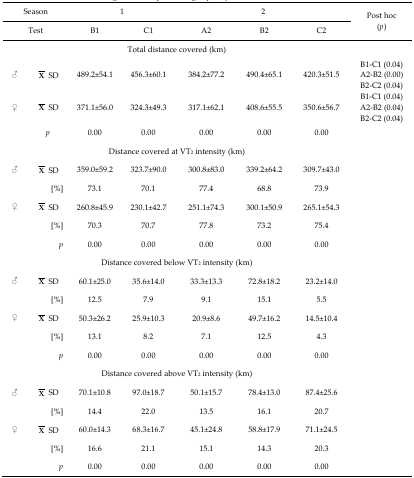 Season 1 2 Post hoc (p)
Test B1 C1 A2 B2 C2
Total distance covered (km)
♂ X̅ SD 489.2±54.1 456.3±60.1 384.2±77.2 490.4±65.1 420.3±51.5 B1-C1 (0.04)
A2-B2 (0.00)
B2-C2 (0.04)
♀ X̅ SD 371.1±56.0 324.3±49.3 317.1±62.1 408.6±55.5 350.6±56.7 B1-C1 (0.04)
A2-B2 (0.04)
B2-C2 (0.04)
p 0.00 0.00 0.00 0.00 0.00
Distance covered at VT₂ intensity (km)
♂ X̅ SD 359.0±59.2 323.7±90.0 300.8±83.0 339.2±64.2 309.7±43.0
[%] 73.1 70.1 77.4 68.8 73.9
♀ X̅ SD 260.8±45.9 230.1±42.7 251.1±74.3 300.1±50.9 265.1±54.3
[%] 70.3 70.7 77.8 73.2 75.4
p 0.00 0.00 0.00 0.00 0.00
Distance covered below VT₂ intensity (km)
♂ X̅ SD 60.1±25.0 35.6±14.0 33.3±13.3 72.8±18.2 23.2±14.0
[%] 12.5 7.9 9.1 15.1 5.5
♀ X̅ SD 50.3±26.2 25.9±10.3 20.9±8.6 49.7±16.2 14.5±10.4
[%] 13.1 8.2 7.1 12.5 4.3
p 0.00 0.00 0.00 0.00 0.00
Distance covered above VT₂ intensity (km)
♂ X̅ SD 70.1±10.8 97.0±18.7 50.1±15.7 78.4±13.0 87.4±25.6
[%] 14.4 22.0 13.5 16.1 20.7
♀ X̅ SD 60.0±14.3 68.3±16.7 45.1±24.8 58.8±17.9 71.1±24.5
[%] 16.6 21.1 15.1 14.3 20.3
p 0.00 0.00 0.00 0.00 0.00